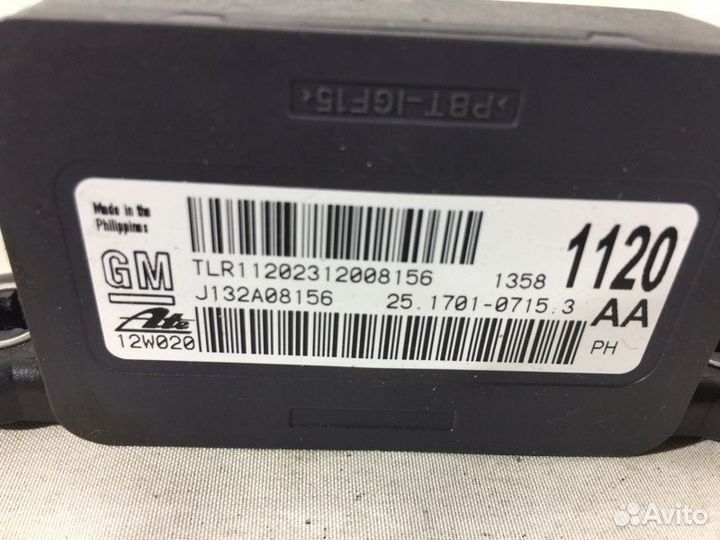 >PBT-IGF15<
Made in the
Philippines
GM
TLR11202312008156
1358
1120
J132A08156
25.1701-0715.3
AA
Ate
12W020
PH
Avito